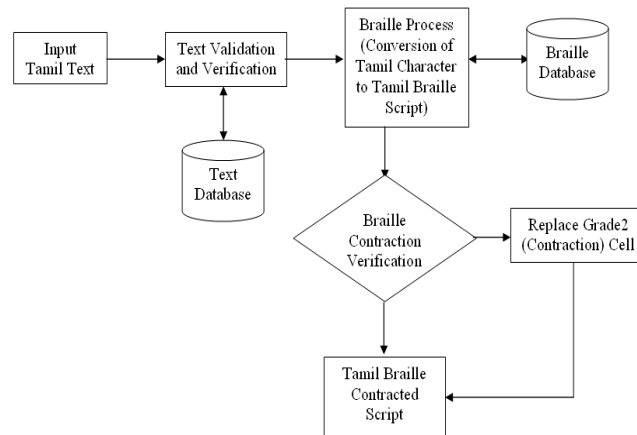 Input
Tamil Text
Text Validation
and Verification
Braille Process
(Conversion of
Tamil Character
to Tamil Braille
Script)
Braille
Database
Text
Database
Braille
Contraction
Verification
Replace Grade2
(Contraction) Cell
Tamil Braille
Contracted
Script